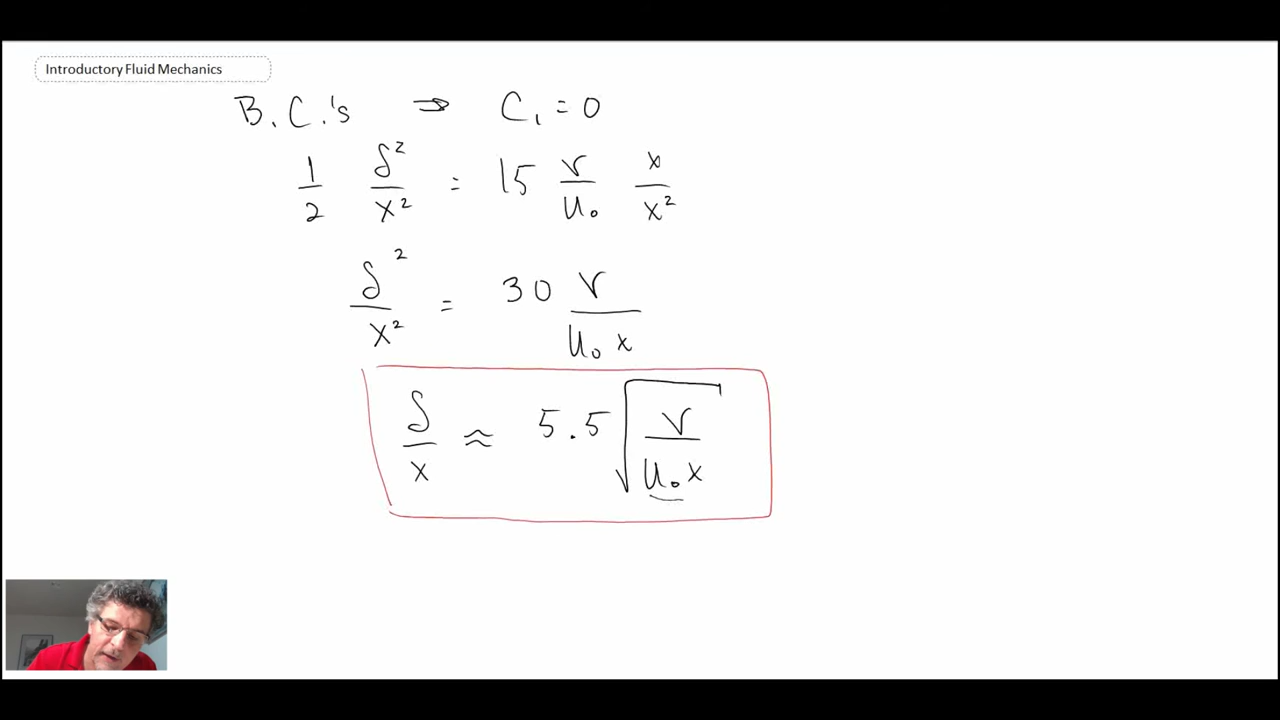 Introductory Fluid Mechanics
B.C.'s ⇒ C₁ = 0
1/2 δ²/x² = 15 ν/U₀ x/x²
δ²/x² = 30 ν/(U₀ x)
δ/x ≈ 5.5 √(ν/(U₀ x))